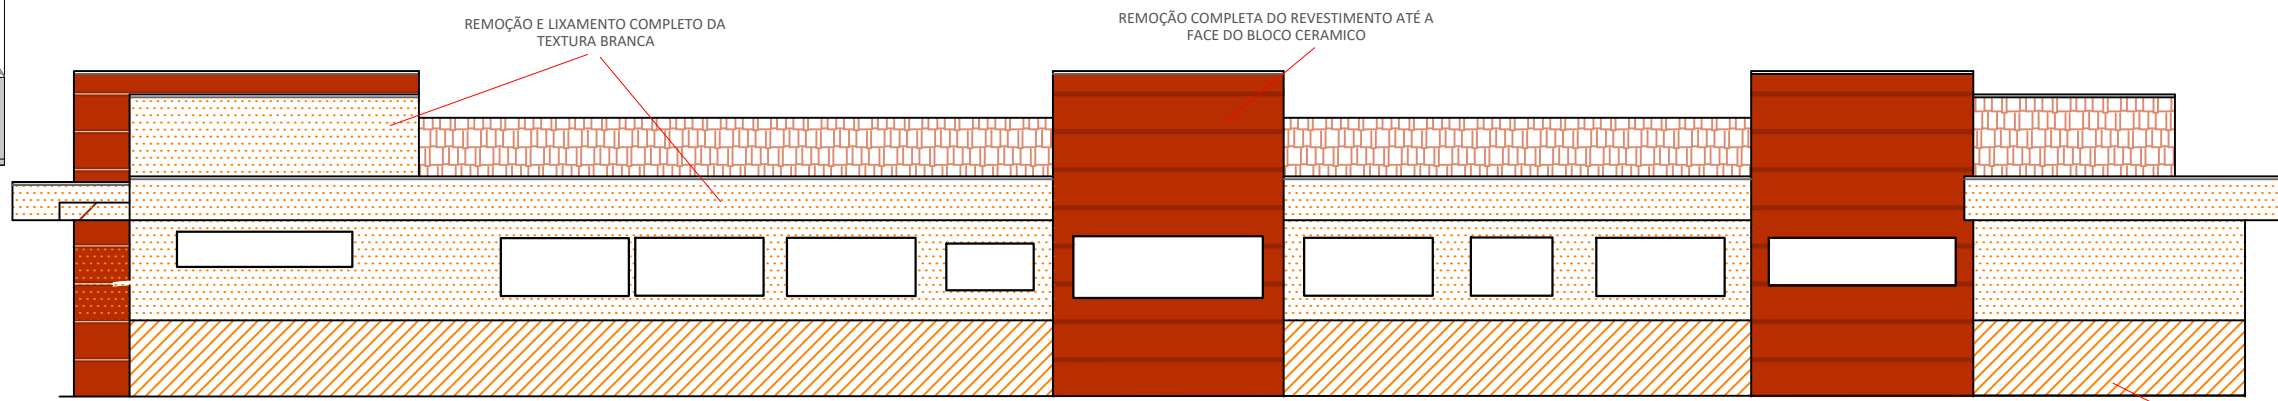 REMOÇÃO E LIXAMENTO COMPLETO DA
TEXTURA BRANCA
REMOÇÃO COMPLETA DO REVESTIMENTO ATÉ A
FACE DO BLOCO CERAMICO